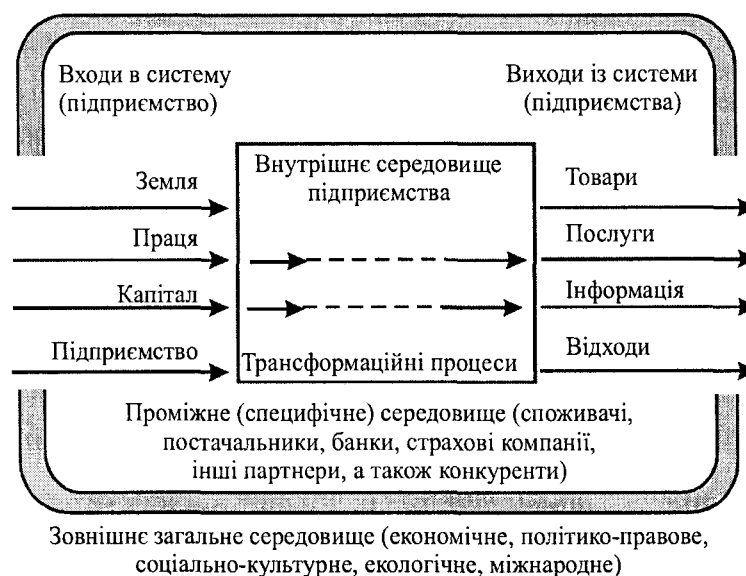 Входи в систему
(підприємство)
Виходи із системи
(підприємства)
Внутрішнє середовище
підприємства
Земля
Праця
Капітал
Підприємство
Трансформаційні процеси
Товари
Послуги
Інформація
Відходи
Проміжне (специфічне) середовище (споживачі,
постачальники, банки, страхові компанії,
інші партнери, а також конкуренти)
Зовнішнє загальне середовище (економічне, політико-правове,
соціально-культурне, екологічне, міжнародне)